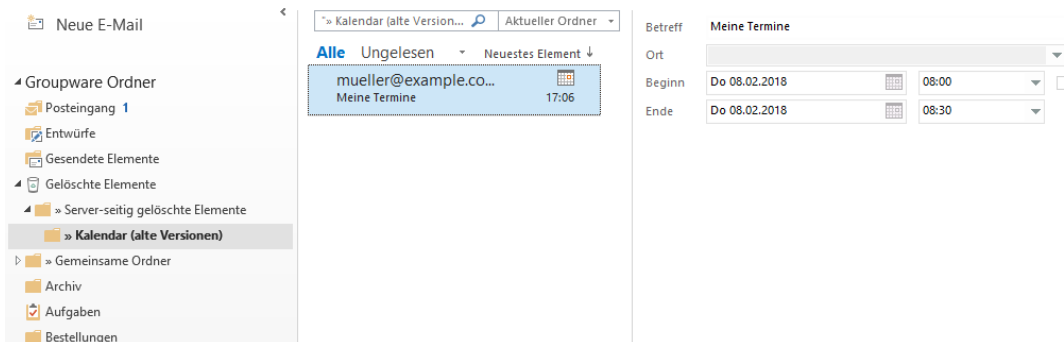 Neue E-Mail
Groupware Ordner
Posteingang 1
Entwürfe
Gesendete Elemente
Gelöschte Elemente
» Server-seitig gelöschte Elemente
» Kalendar (alte Versionen)
» Gemeinsame Ordner
Archiv
Aufgaben
Bestellungen
"» Kalendar (alte Version... Aktueller Ordner
Alle Ungelesen Neuestes Element ↓
mueller@example.co...
Meine Termine 17:06
Betreff Meine Termine
Ort
Beginn Do 08.02.2018 08:00
Ende Do 08.02.2018 08:30